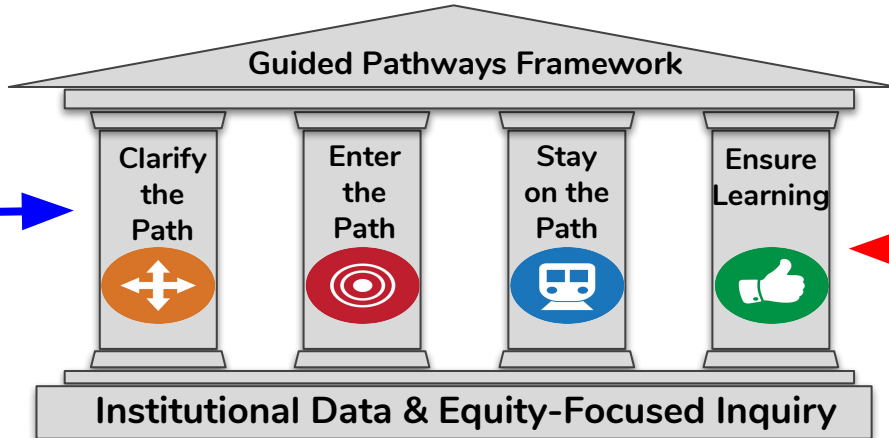 Guided Pathways Framework
Clarify
the
Path
Enter
the
Path
Stay
on the
Path
Ensure
Learning
Institutional Data & Equity-Focused Inquiry